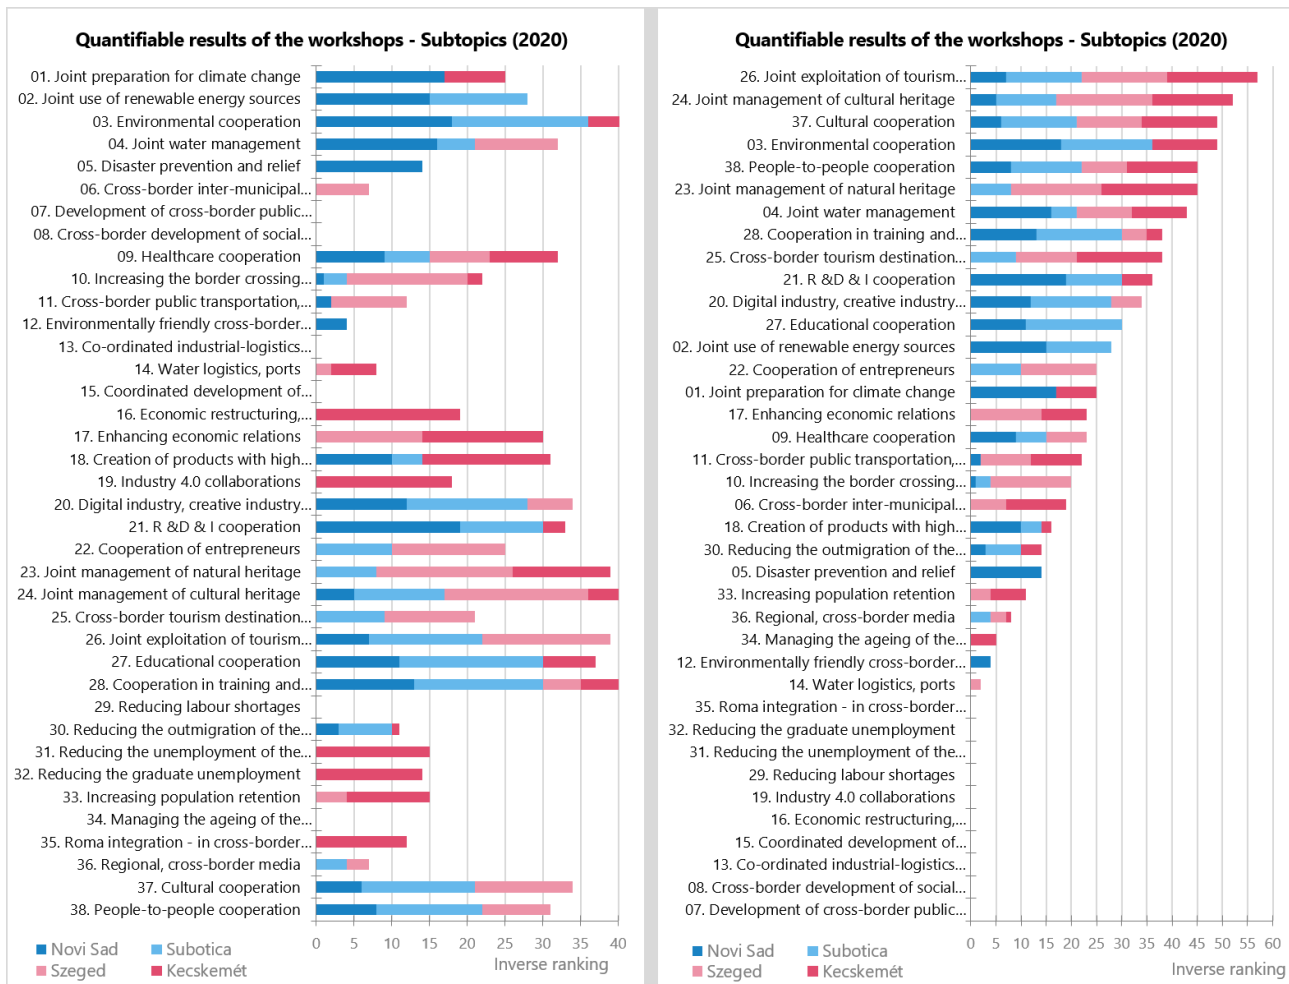 Quantifiable results of the workshops - Subtopics (2020)
01. Joint preparation for climate change
02. Joint use of renewable energy sources
03. Environmental cooperation
04. Joint water management
05. Disaster prevention and relief
06. Cross-border inter-municipal...
07. Development of cross-border public...
08. Cross-border development of social...
09. Healthcare cooperation
10. Increasing the border crossing...
11. Cross-border public transportation,...
12. Environmentally friendly cross-border...
13. Co-ordinated industrial-logistics...
14. Water logistics, ports
15. Coordinated development of...
16. Economic restructuring,...
17. Enhancing economic relations
18. Creation of products with high...
19. Industry 4.0 collaborations
20. Digital industry, creative industry...
21. R &D & I cooperation
22. Cooperation of entrepreneurs
23. Joint management of natural heritage
24. Joint management of cultural heritage
25. Cross-border tourism destination...
26. Joint exploitation of tourism...
27. Educational cooperation
28. Cooperation in training and...
29. Reducing labour shortages
30. Reducing the outmigration of the...
31. Reducing the unemployment of the...
32. Reducing the graduate unemployment
33. Increasing population retention
34. Managing the ageing of the...
35. Roma integration - in cross-border...
36. Regional, cross-border media
37. Cultural cooperation
38. People-to-people cooperation
0 5 10 15 20 25 30 35 40
Novi Sad Subotica
Szeged Kecskemét
Inverse ranking
Quantifiable results of the workshops - Subtopics (2020)
26. Joint exploitation of tourism...
24. Joint management of cultural heritage
37. Cultural cooperation
03. Environmental cooperation
38. People-to-people cooperation
23. Joint management of natural heritage
04. Joint water management
28. Cooperation in training and...
25. Cross-border tourism destination...
21. R &D & I cooperation
20. Digital industry, creative industry...
27. Educational cooperation
02. Joint use of renewable energy sources
22. Cooperation of entrepreneurs
01. Joint preparation for climate change
17. Enhancing economic relations
09. Healthcare cooperation
11. Cross-border public transportation,...
10. Increasing the border crossing...
06. Cross-border inter-municipal...
18. Creation of products with high...
30. Reducing the outmigration of the...
05. Disaster prevention and relief
33. Increasing population retention
36. Regional, cross-border media
34. Managing the ageing of the...
12. Environmentally friendly cross-border...
14. Water logistics, ports
35. Roma integration - in cross-border...
32. Reducing the graduate unemployment
31. Reducing the unemployment of the...
29. Reducing labour shortages
19. Industry 4.0 collaborations
16. Economic restructuring,...
15. Coordinated development of...
13. Co-ordinated industrial-logistics...
08. Cross-border development of social...
07. Development of cross-border public...
0 5 10 15 20 25 30 35 40 45 50 55 60
Novi Sad Subotica
Szeged Kecskemét
Inverse ranking